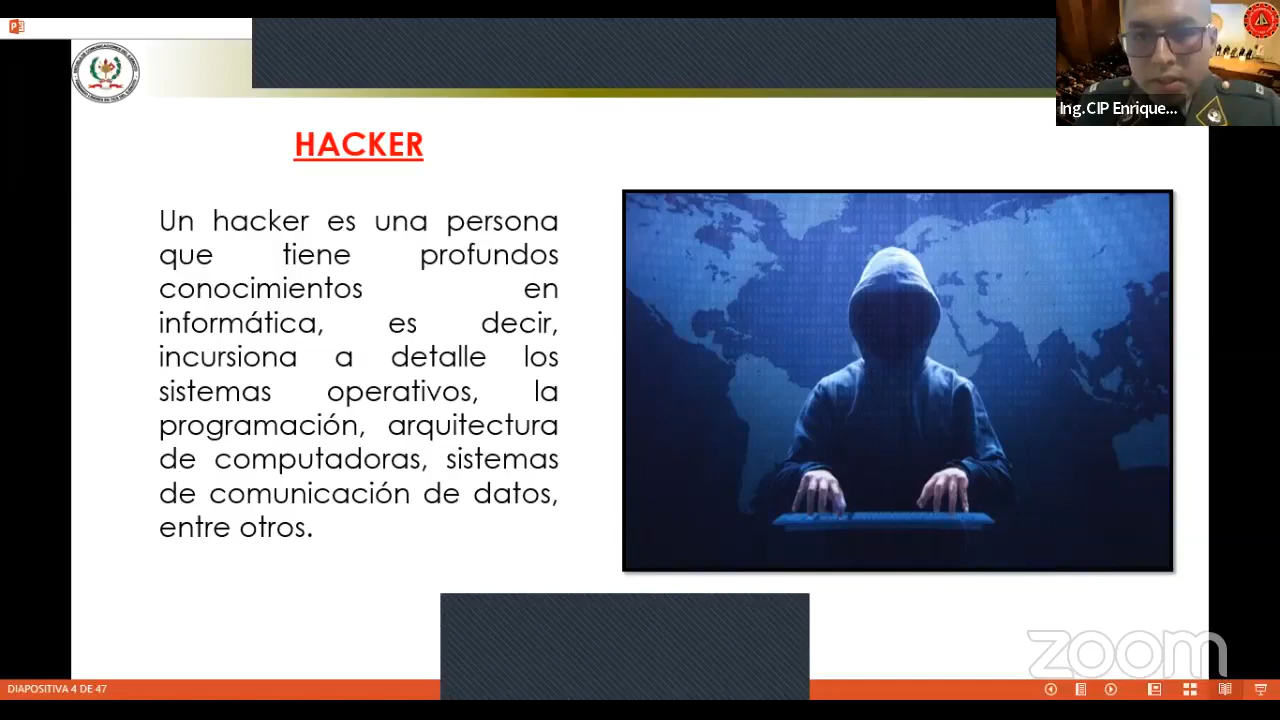 Ing.CIP Enrique...
HACKER
Un hacker es una persona
que tiene profundos
conocimientos en
informática, es decir,
incursiona a detalle los
sistemas operativos, la
programación, arquitectura
de computadoras, sistemas
de comunicación de datos,
entre otros.
zoom
DIAPOSITIVA 4 DE 47